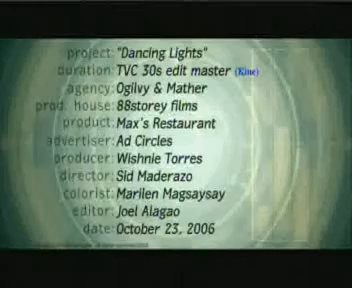 project: "Dancing Lights"
duration: TVC 30s edit master (Kine)
agency: Ogilvy & Mather
prod. house: 88storey films
product: Max's Restaurant
advertiser: Ad Circles
producer: Wishnie Torres
director: Sid Maderazo
colorist: Marilen Magsaysay
editor: Joel Alagao
date: October 23, 2006